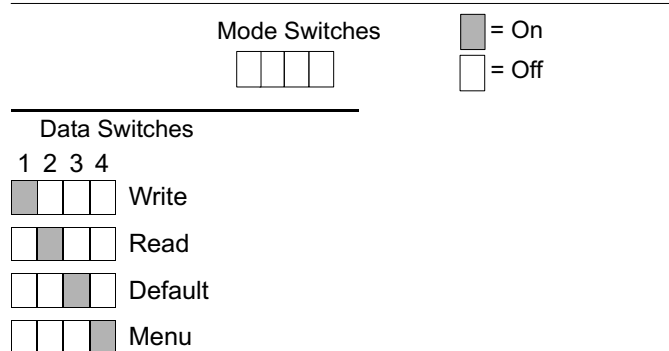 Mode Switches
= On
= Off
Data Switches
1 2 3 4
Write
Read
Default
Menu